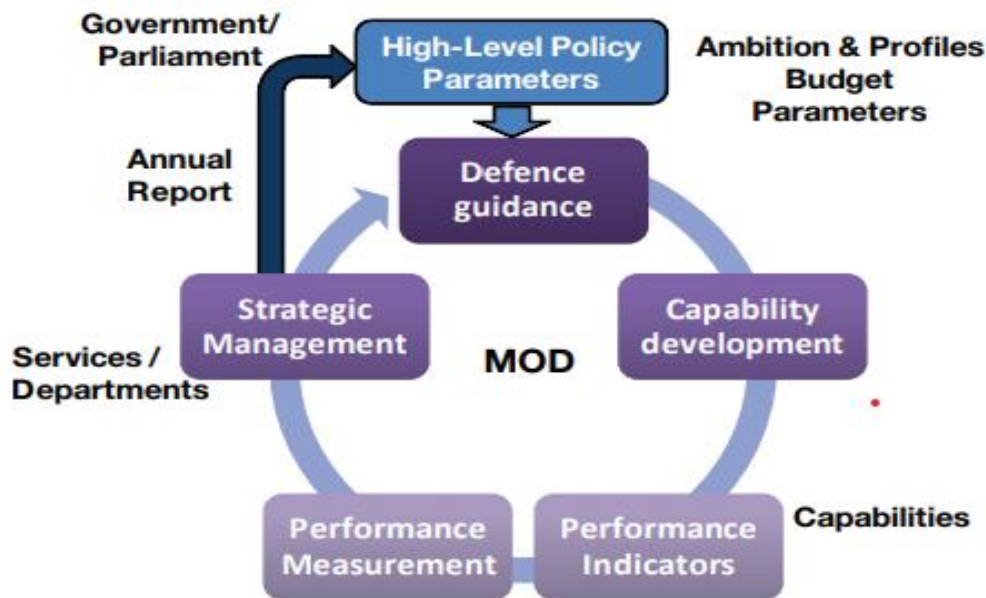 Government/
Parliament
High-Level Policy
Parameters
Ambition & Profiles
Budget
Parameters
Annual
Report
Defence
guidance
Strategic
Management
Capability
development
MOD
Services /
Departments
Performance
Measurement
Performance
Indicators
Capabilities